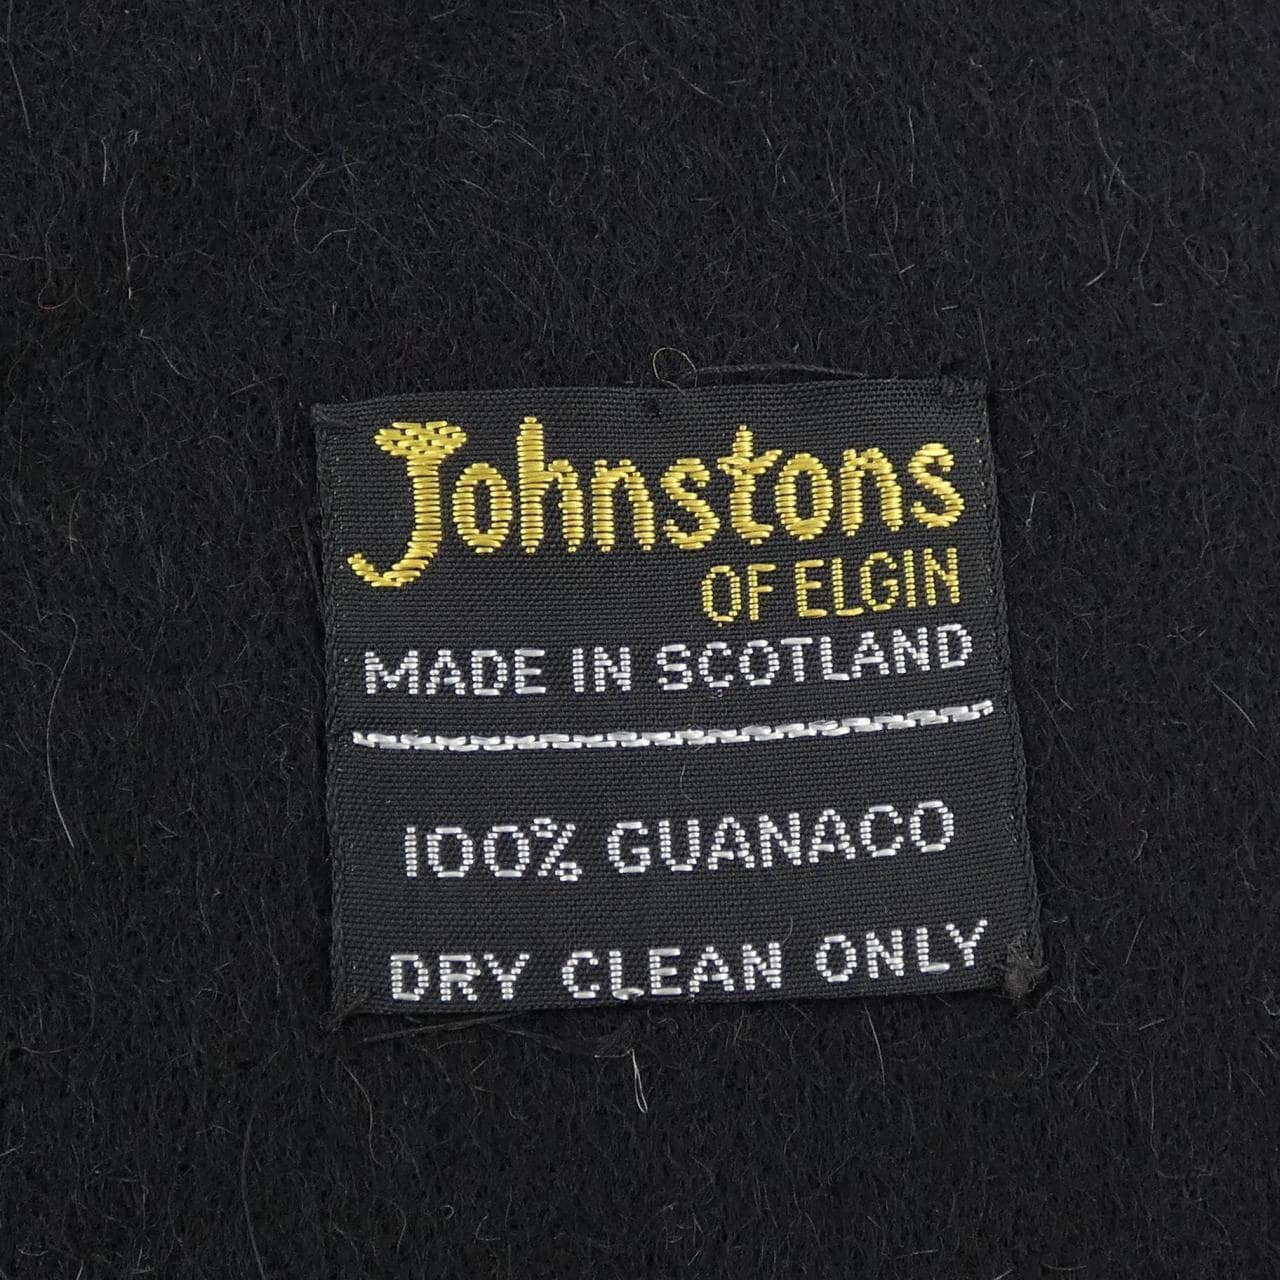 Johnstons
OF ELGIN
MADE IN SCOTLAND
100% GUANACO
DRY CLEAN ONLY